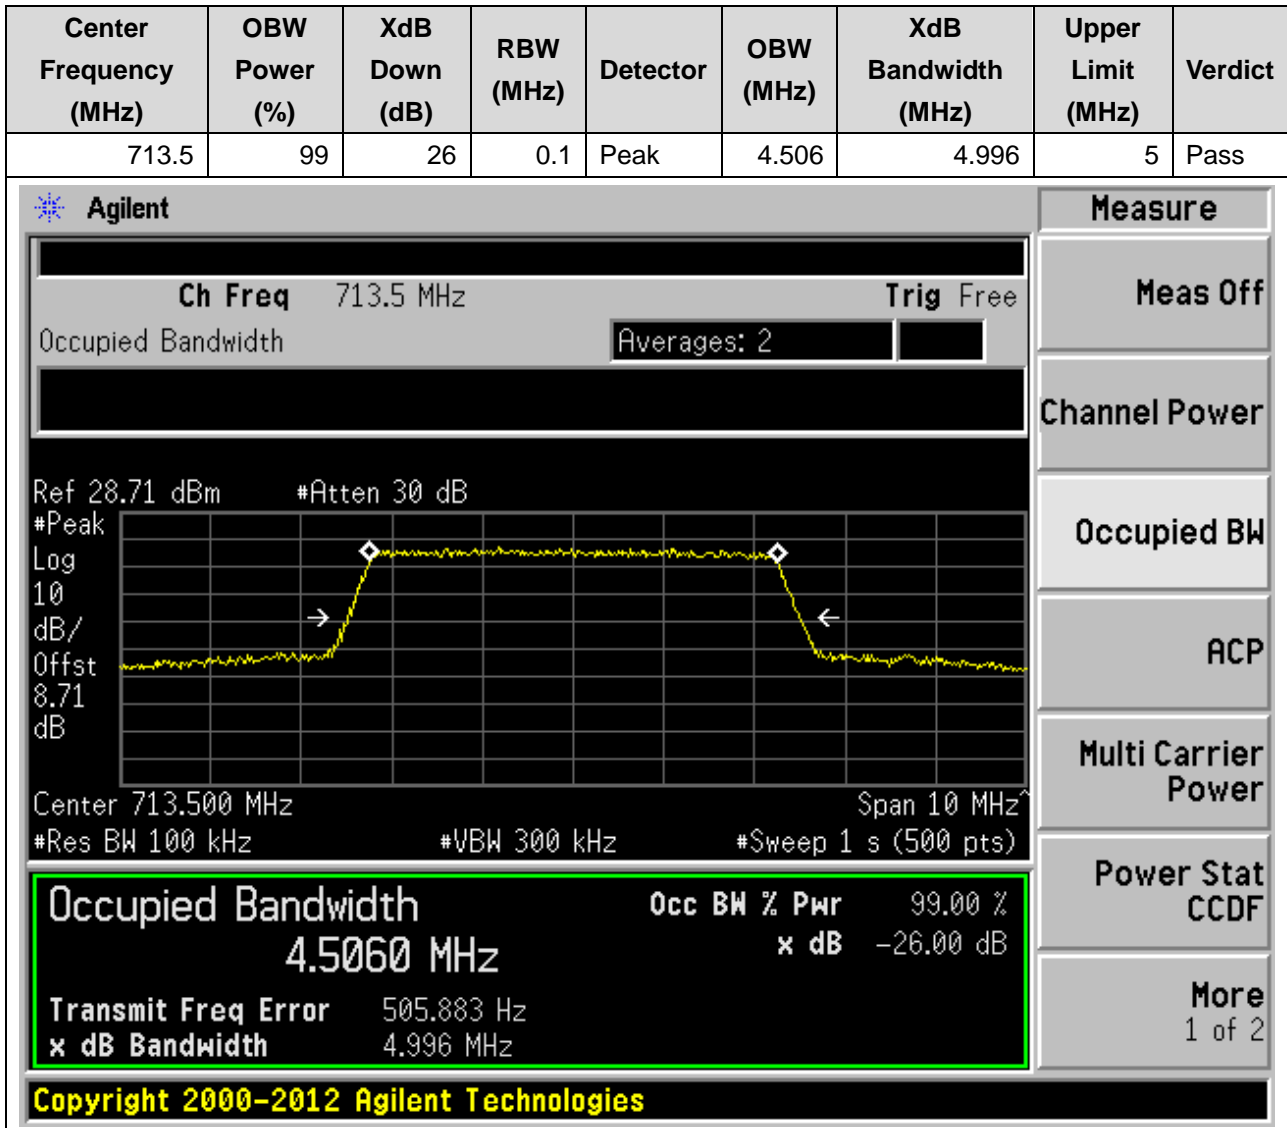 Center Frequency (MHz) OBW Power (%) XdB Down (dB) RBW (MHz) Detector OBW (MHz) XdB Bandwidth (MHz) Upper Limit (MHz) Verdict
713.5 99 26 0.1 Peak 4.506 4.996 5 Pass
Agilent
Measure
Ch Freq 713.5 MHz Trig Free
Occupied Bandwidth Averages: 2
Meas Off
Channel Power
Occupied BW
ACP
Multi Carrier
Power
Power Stat
CCDF
More
1 of 2
Ref 28.71 dBm #Atten 30 dB
#Peak
Log
10
dB/
Offst
8.71
dB
Center 713.500 MHz Span 10 MHz^
#Res BW 100 kHz #VBW 300 kHz #Sweep 1 s (500 pts)
Occupied Bandwidth Occ BW % Pwr 99.00 %
4.5060 MHz x dB -26.00 dB
Transmit Freq Error 505.883 Hz
x dB Bandwidth 4.996 MHz
Copyright 2000-2012 Agilent Technologies